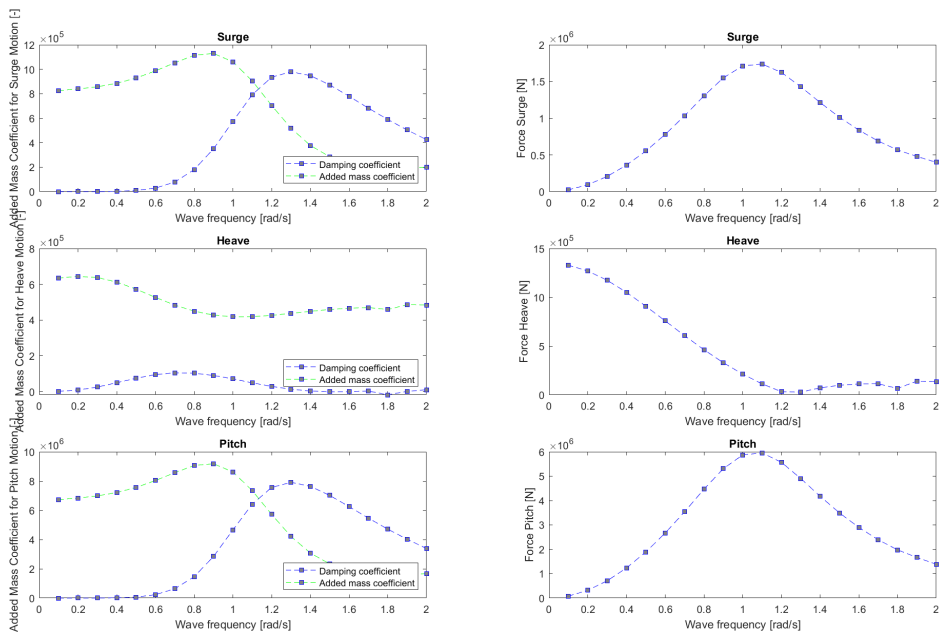 Surge
×10^5
12
10
8
6
4
2
0
0 0.2 0.4 0.6 0.8 1 1.2 1.4 1.6 1.8 2
Wave frequency [rad/s]
Added Mass Coefficient for Surge Motion [-]
Damping coefficient
Added mass coefficient
Surge
×10^6
2
1.5
1
0.5
0
0 0.2 0.4 0.6 0.8 1 1.2 1.4 1.6 1.8 2
Wave frequency [rad/s]
Force Surge [N]
Heave
×10^5
8
6
4
2
0
0 0.2 0.4 0.6 0.8 1 1.2 1.4 1.6 1.8 2
Wave frequency [rad/s]
Added Mass Coefficient for Heave Motion [-]
Damping coefficient
Added mass coefficient
Heave
×10^5
15
10
5
0
0 0.2 0.4 0.6 0.8 1 1.2 1.4 1.6 1.8 2
Wave frequency [rad/s]
Force Heave [N]
Pitch
×10^6
10
8
6
4
2
0
0 0.2 0.4 0.6 0.8 1 1.2 1.4 1.6 1.8 2
Wave frequency [rad/s]
Added Mass Coefficient for Pitch Motion [-]
Damping coefficient
Added mass coefficient
Pitch
×10^6
6
5
4
3
2
1
0
0 0.2 0.4 0.6 0.8 1 1.2 1.4 1.6 1.8 2
Wave frequency [rad/s]
Force Pitch [N]